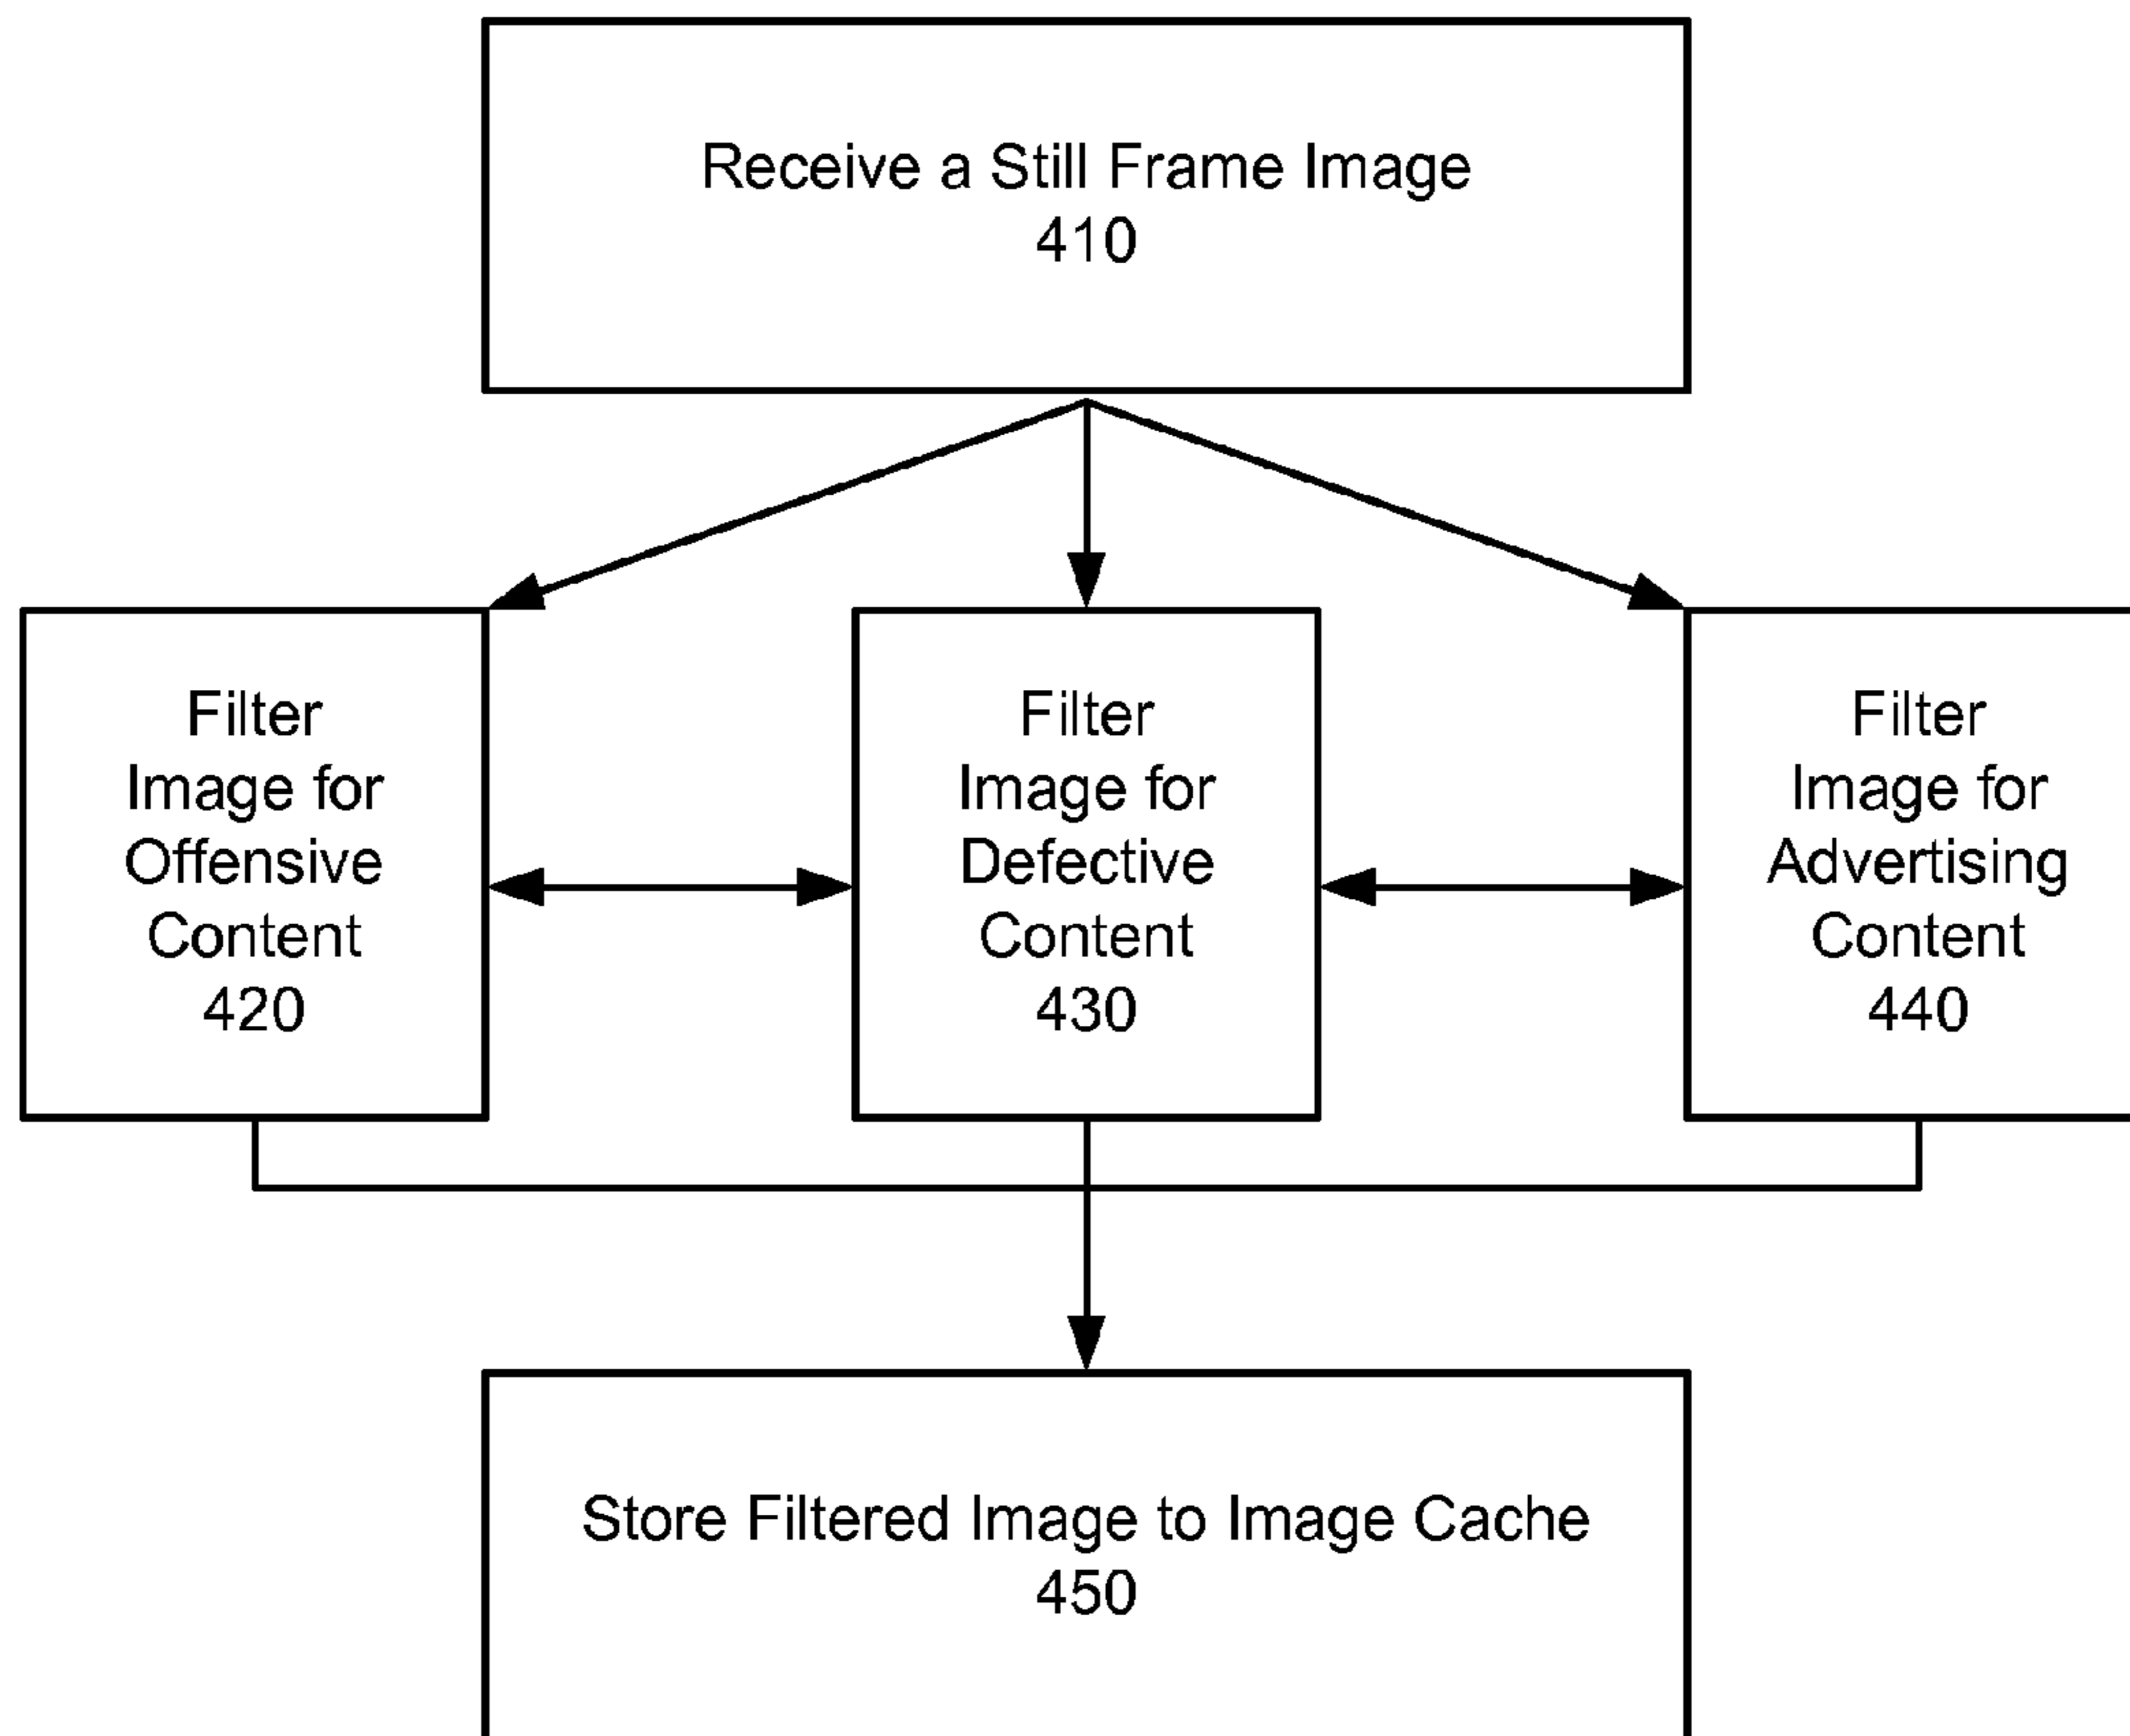 Receive a Still Frame Image
410
Filter
Image for
Offensive
Content
420
Filter
Image for
Defective
Content
430
Filter
Image for
Advertising
Content
440
Store Filtered Image to Image Cache
450